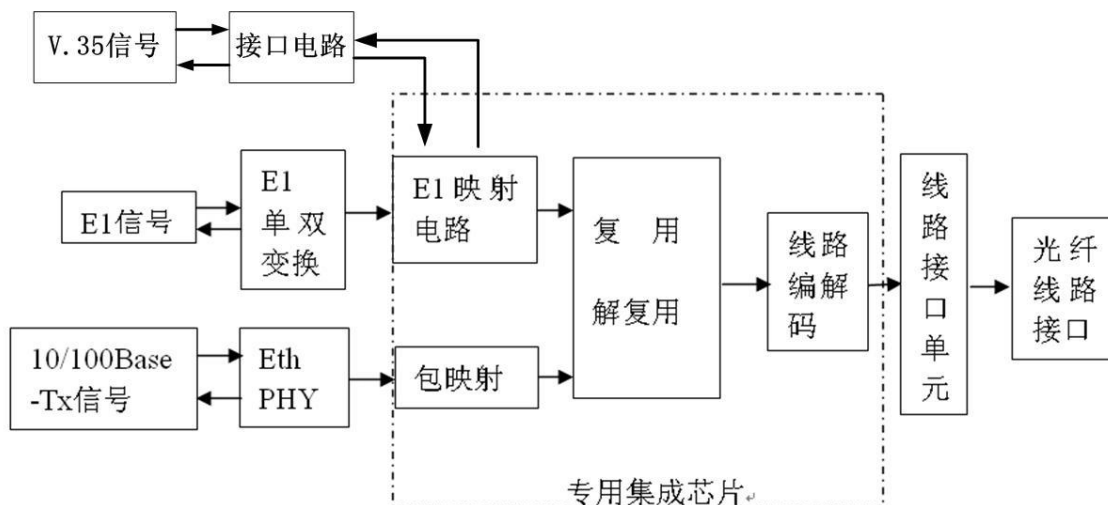 V.35信号
接口电路
E1信号
E1
单双
变换
E1映射
电路
复 用
解复用
线路
编解
码
线
路
接
口
单
元
光纤
线路
接口
10/100Base
-Tx信号
Eth
PHY
包映射
专用集成芯片